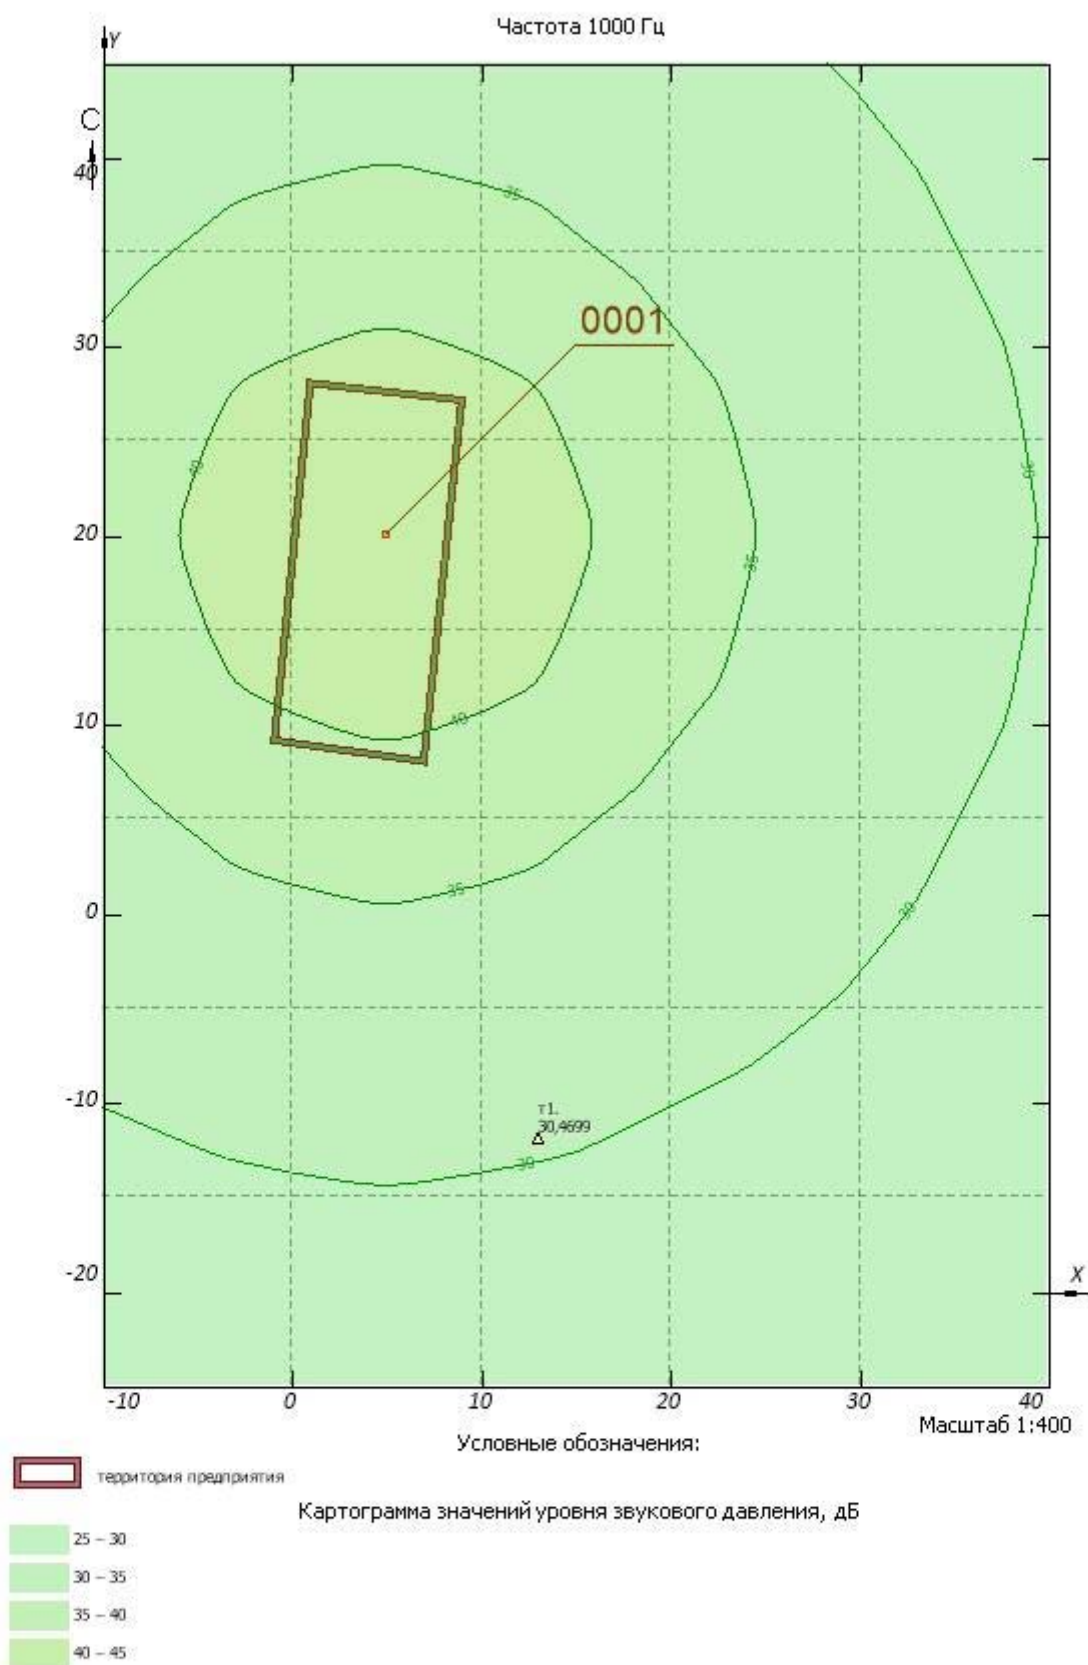 Частота 1000 Гц
Y
С
40
35
0001
30
40
30
20
35
10
40
35
0
30
-10
т1.
30,4699
30
-20
X
-10 0 10 20 30 40
Масштаб 1:400
Условные обозначения:
территория предприятия
Картограмма значений уровня звукового давления, дБ
25 – 30
30 – 35
35 – 40
40 – 45